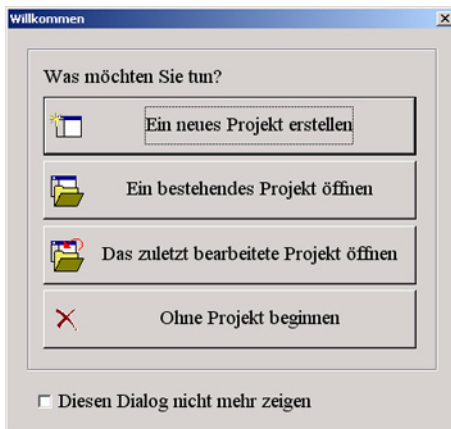 Willkommen
Was möchten Sie tun?
Ein neues Projekt erstellen
Ein bestehendes Projekt öffnen
Das zuletzt bearbeitete Projekt öffnen
Ohne Projekt beginnen
Diesen Dialog nicht mehr zeigen